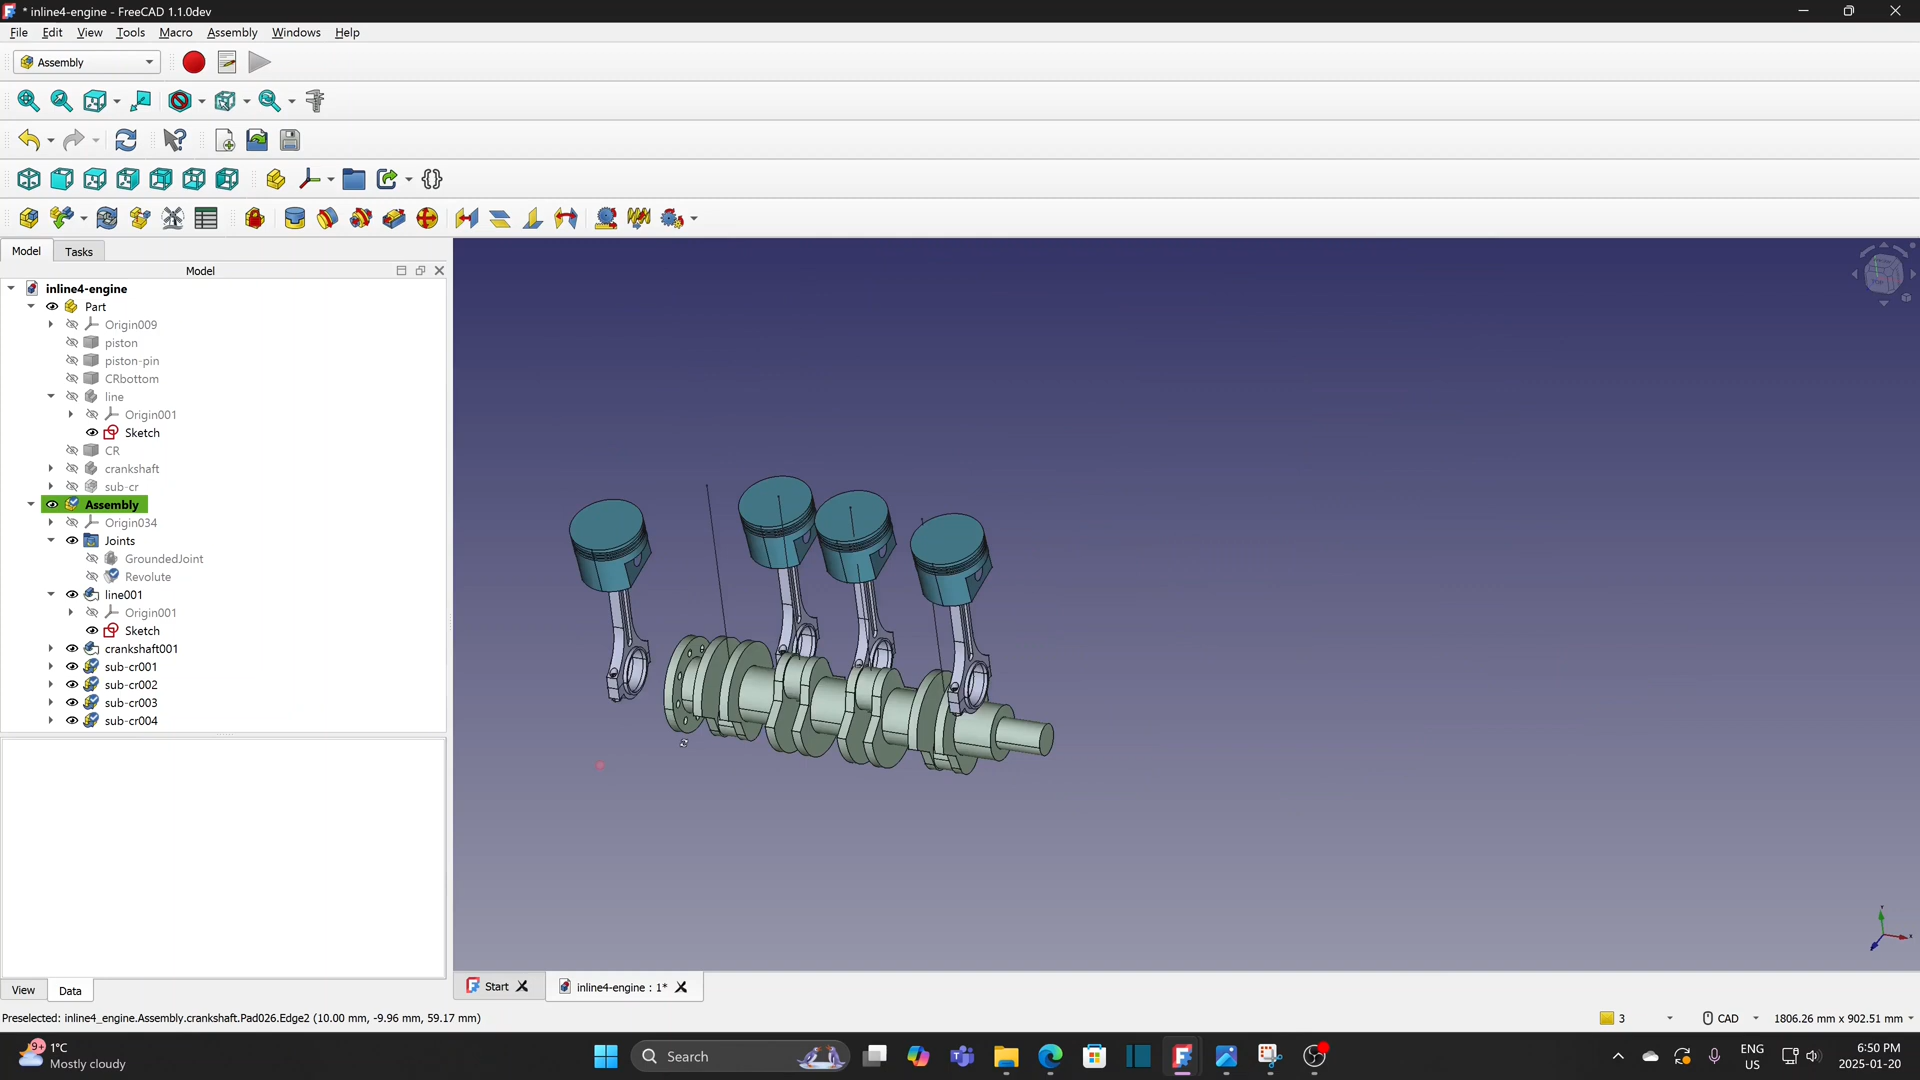 * inline4-engine - FreeCAD 1.1.0dev
File Edit View Tools Macro Assembly Windows Help
Assembly
Model Tasks
Model
inline4-engine
Part
Origin009
piston
piston-pin
CRbottom
line
Origin001
Sketch
CR
crankshaft
sub-cr
Assembly
Origin034
Joints
GroundedJoint
Revolute
line001
Origin001
Sketch
crankshaft001
sub-cr001
sub-cr002
sub-cr003
sub-cr004
View Data
Start inline4-engine : 1*
Preselected: inline4_engine.Assembly.crankshaft.Pad026.Edge2 (10.00 mm, -9.96 mm, 59.17 mm)
3 CAD 1806.26 mm x 902.51 mm
9+ 1°C
Mostly cloudy
Search
ENG
US
6:50 PM
2025-01-20